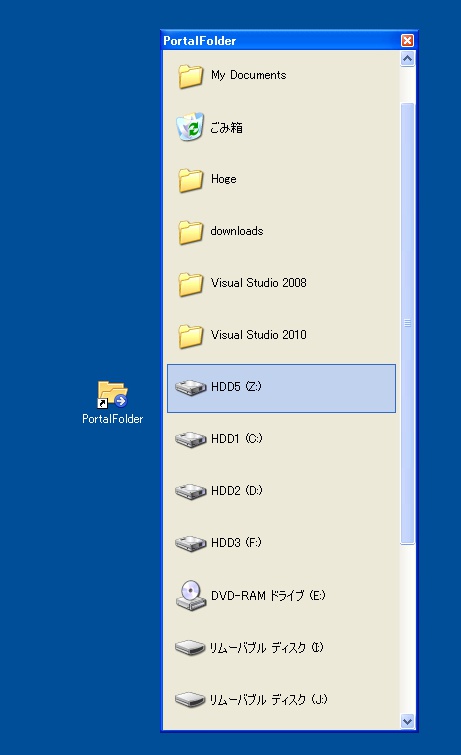 PortalFolder
My Documents
ごみ箱
Hoge
downloads
Visual Studio 2008
Visual Studio 2010
HDD5 (Z:)
PortalFolder
HDD1 (C:)
HDD2 (D:)
HDD3 (F:)
DVD-RAM ドライブ (E:)
リムーバブル ディスク (I:)
リムーバブル ディスク (J:)